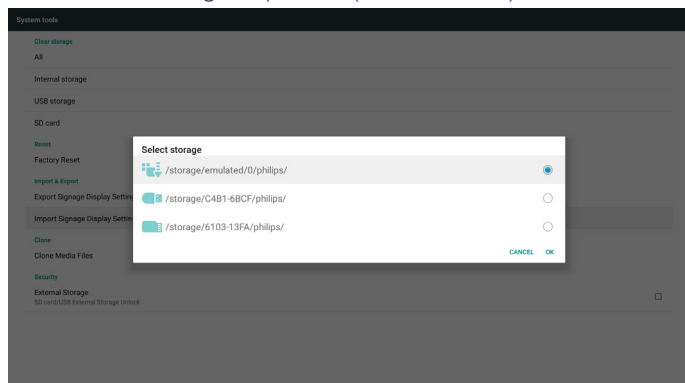 System tools
Clear storage
All
Internal storage
USB storage
SD card
Reset
Factory Reset
Import & Export
Export Signage Display Setting
Import Signage Display Setting
Clone
Clone Media Files
Security
External Storage
SD card/USB External Storage Unlock
Select storage
/storage/emulated/0/philips/
/storage/C4B1-6BCF/philips/
/storage/6103-13FA/philips/
CANCEL OK